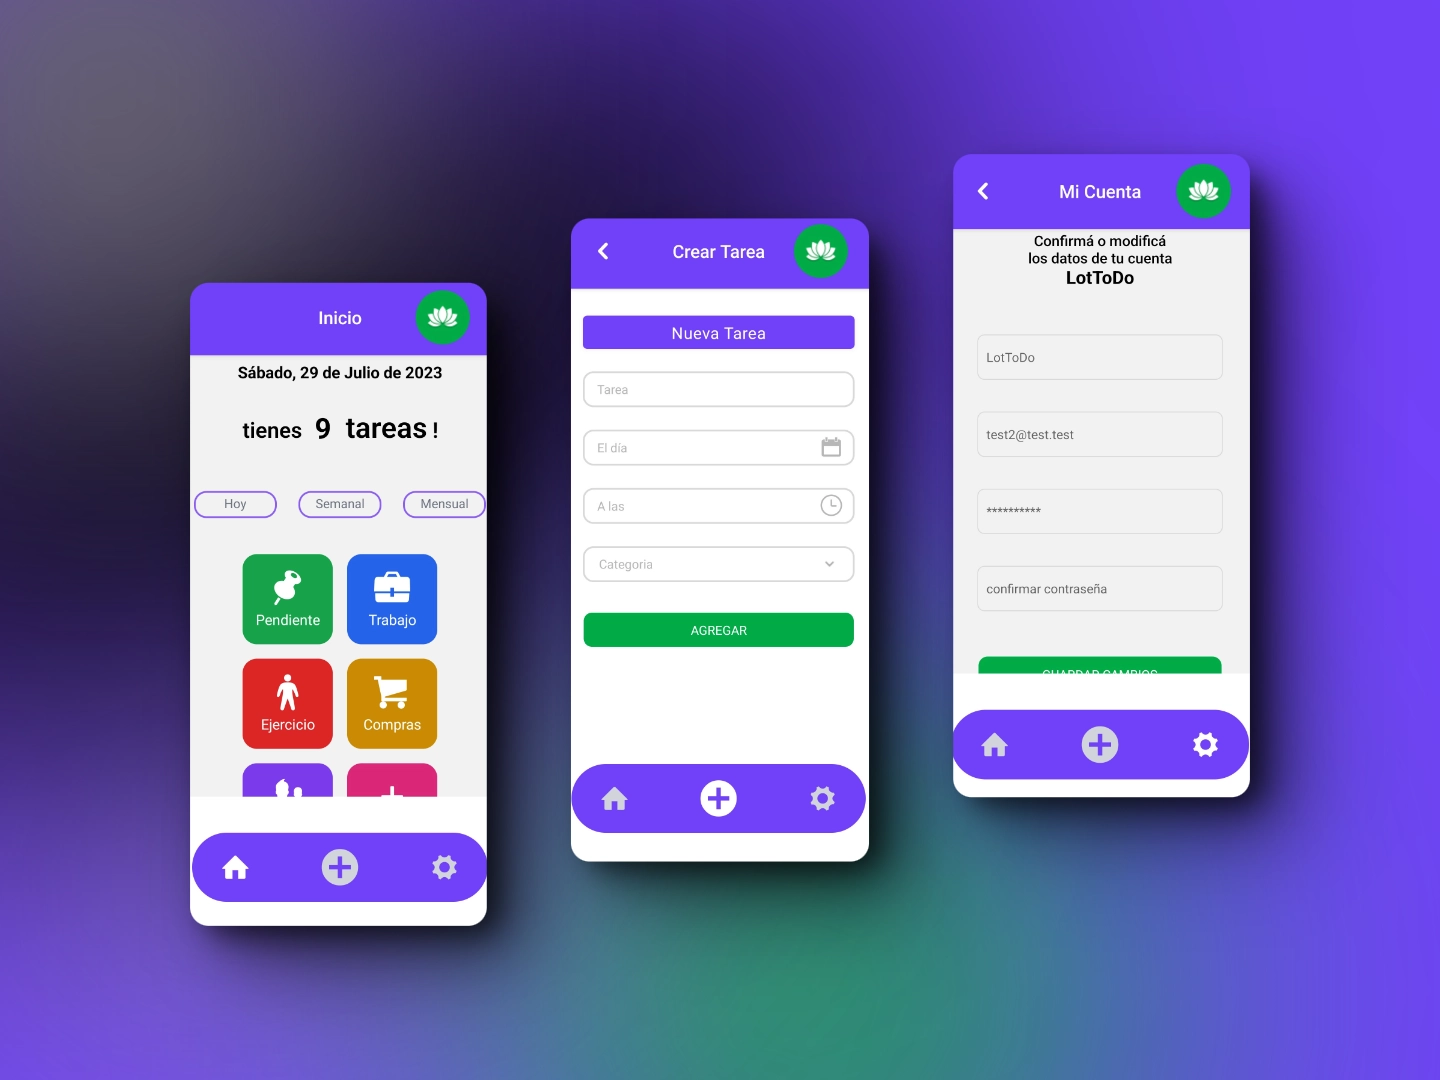 Inicio
Sábado, 29 de Julio de 2023
tienes 9 tareas !
Hoy
Semanal
Mensual
Pendiente
Trabajo
Ejercicio
Compras
Crear Tarea
Nueva Tarea
Tarea
El día
A las
Categoria
AGREGAR
Mi Cuenta
Confirmá o modificá
los datos de tu cuenta
LotToDo
LotToDo
test2@test.test
**********
confirmar contraseña
GUARDAR CAMBIOS